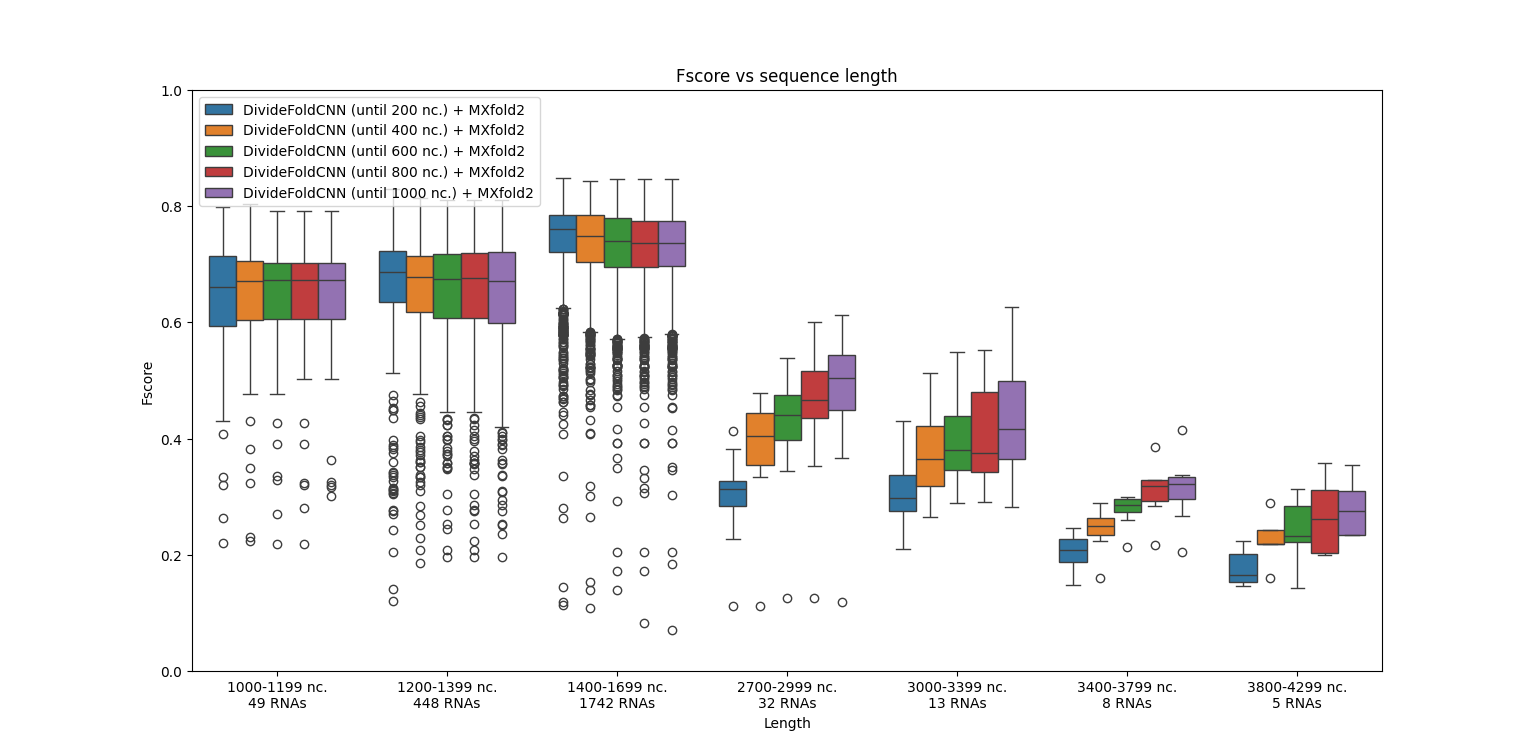 Fscore vs sequence length
1.0
0.8
0.6
0.4
0.2
0.0
Fscore
DivideFoldCNN (until 200 nc.) + MXfold2
DivideFoldCNN (until 400 nc.) + MXfold2
DivideFoldCNN (until 600 nc.) + MXfold2
DivideFoldCNN (until 800 nc.) + MXfold2
DivideFoldCNN (until 1000 nc.) + MXfold2
1000-1199 nc.
49 RNAs
1200-1399 nc.
448 RNAs
1400-1699 nc.
1742 RNAs
2700-2999 nc.
32 RNAs
3000-3399 nc.
13 RNAs
3400-3799 nc.
8 RNAs
3800-4299 nc.
5 RNAs
Length